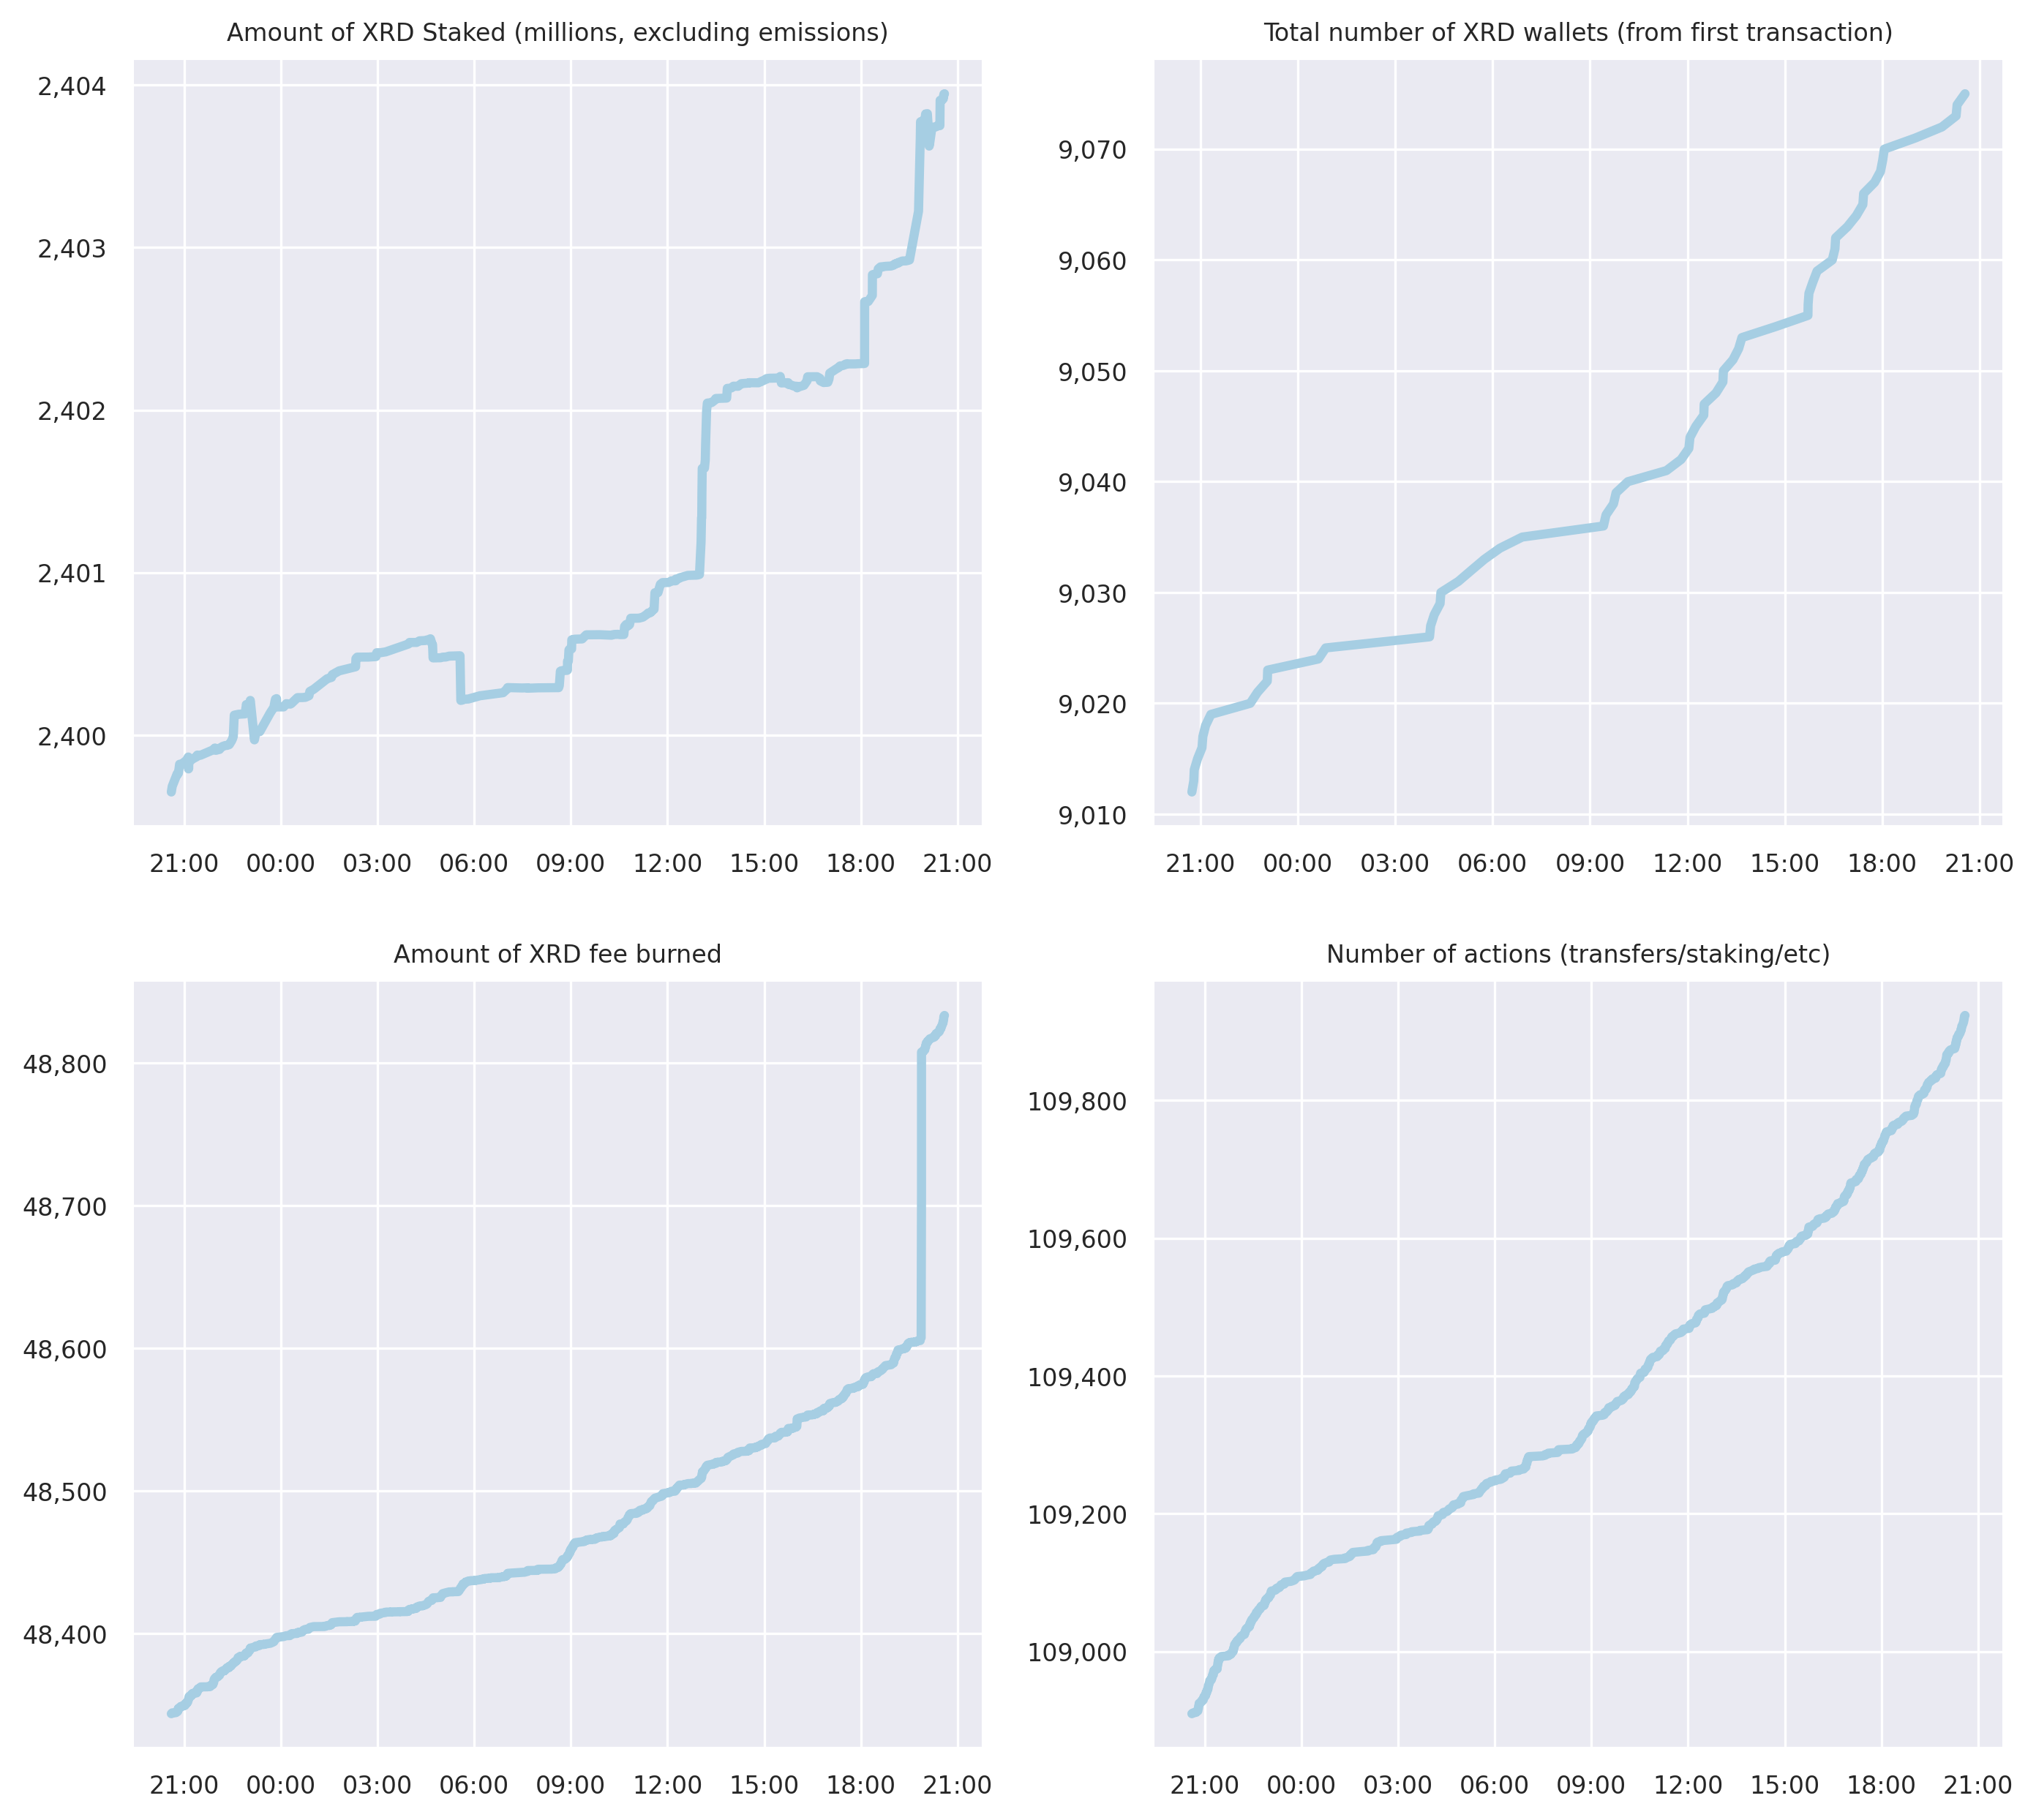 Amount of XRD Staked (millions, excluding emissions)
2,404
2,403
2,402
2,401
2,400
21:00 00:00 03:00 06:00 09:00 12:00 15:00 18:00 21:00
Total number of XRD wallets (from first transaction)
9,070
9,060
9,050
9,040
9,030
9,020
9,010
21:00 00:00 03:00 06:00 09:00 12:00 15:00 18:00 21:00
Amount of XRD fee burned
48,800
48,700
48,600
48,500
48,400
21:00 00:00 03:00 06:00 09:00 12:00 15:00 18:00 21:00
Number of actions (transfers/staking/etc)
109,800
109,600
109,400
109,200
109,000
21:00 00:00 03:00 06:00 09:00 12:00 15:00 18:00 21:00